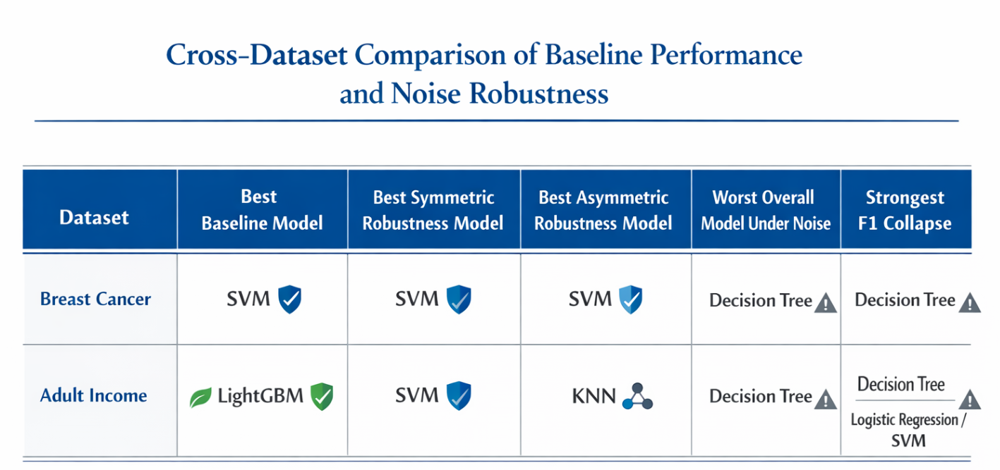 Cross-Dataset Comparison of Baseline Performance
and Noise Robustness
Dataset
Best
Baseline Model
Best Symmetric
Robustness Model
Best Asymmetric
Robustness Model
Worst Overall
Model Under Noise
Strongest
F1 Collapse
Breast Cancer
SVM
SVM
SVM
Decision Tree
Decision Tree
Adult Income
LightGBM
SVM
KNN
Decision Tree
Decision Tree
Logistic Regression /
SVM